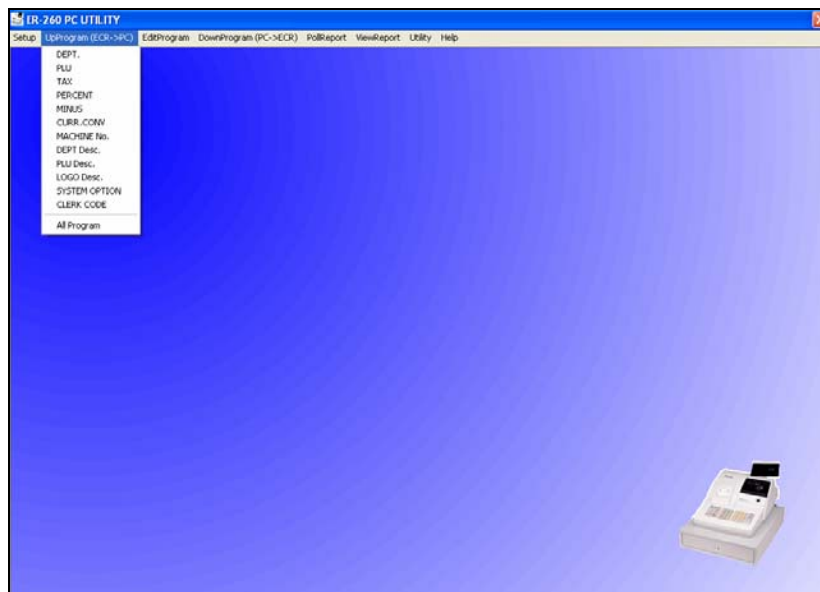 ER-260 PC UTILITY
Setup UpProgram (ECR->PC) EditProgram DownProgram (PC->ECR) PollReport ViewReport Utility Help
DEPT.
PLU
TAX
PERCENT
MINUS
CURR.CONV
MACHINE No.
DEPT Desc.
PLU Desc.
LOGO Desc.
SYSTEM OPTION
CLERK CODE
All Program